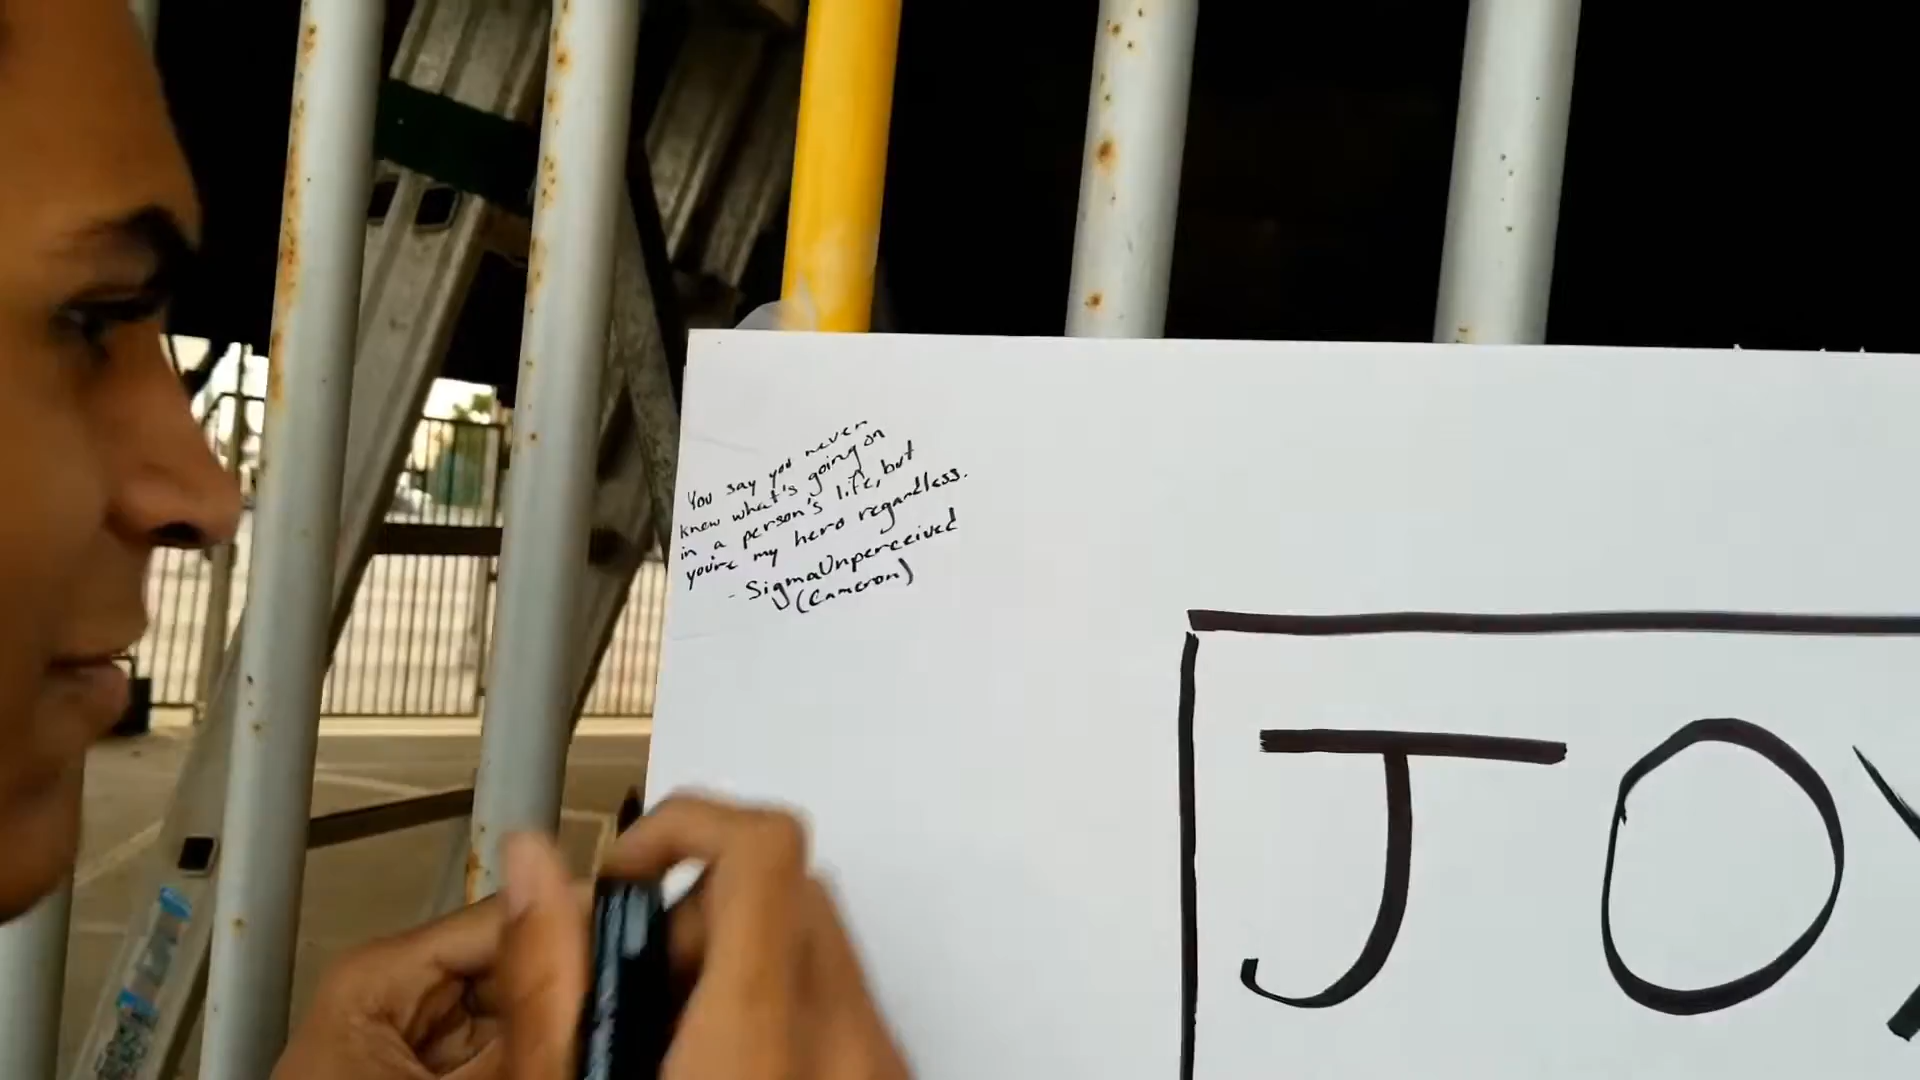 You say you never
know what's going on
in a person's life, but
you're my hero regardless.
- SigmaUnperceived
(Cameron)
JOY